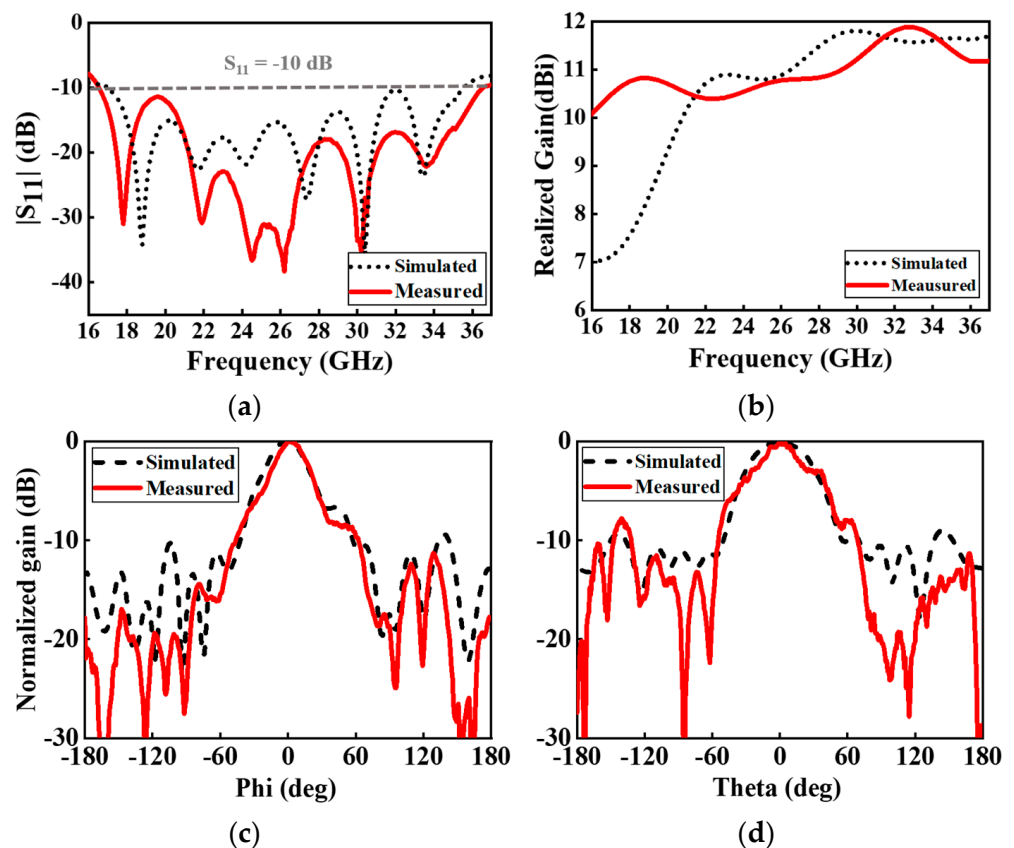 0
-10
-20
-30
-40
|S11| (dB)
S11 = -10 dB
Simulated
Measured
16 18 20 22 24 26 28 30 32 34 36
Frequency (GHz)
(a)
12
11
10
9
8
7
6
Realized Gain(dBi)
Simulated
Meausured
16 18 20 22 24 26 28 30 32 34 36
Frequency (GHz)
(b)
0
-10
-20
-30
Normalized gain (dB)
Simulated
Measured
-180 -120 -60 0 60 120 180
Phi (deg)
(c)
0
-10
-20
-30
Simulated
Measured
-180 -120 -60 0 60 120 180
Theta (deg)
(d)